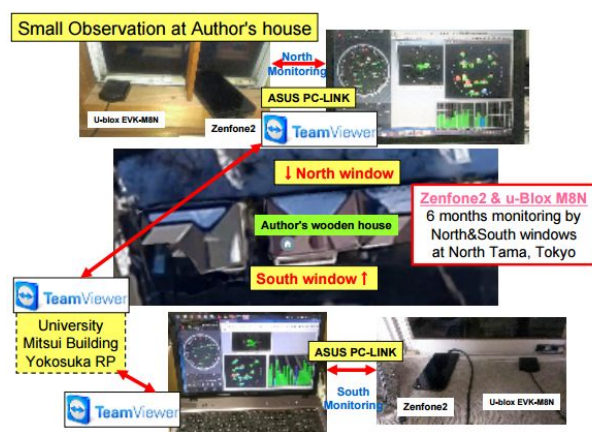 Small Observation at Author's house
North
Monitoring
ASUS PC-LINK
U-blox EVK-M8N
Zenfone2
TeamViewer
↓ North window
Author's wooden house
South window ↑
Zenfone2 & u-Blox M8N
6 months monitoring by
North&South windows
at North Tama, Tokyo
TeamViewer
University
Mitsui Building
Yokosuka RP
TeamViewer
ASUS PC-LINK
South
Monitoring
Zenfone2
U-blox EVK-M8N